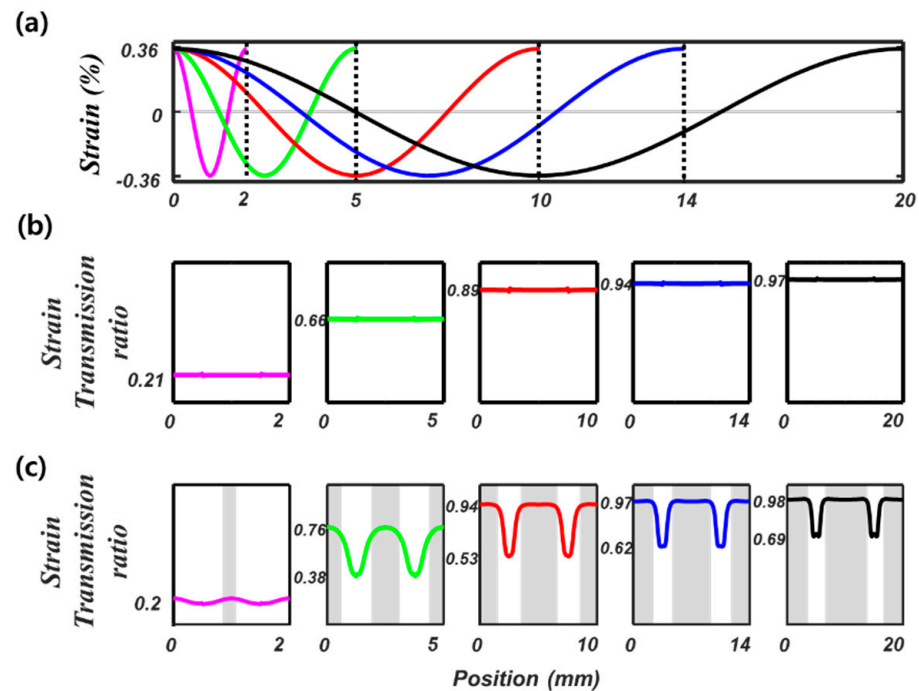 (a)
Strain (%)
0.36
0
-0.36
0 2 5 10 14 20
(b)
Strain
Transmission
ratio
0.21
0.66
0.89
0.94
0.97
0 2 0 5 0 10 0 14 0 20
(c)
Strain
Transmission
ratio
0.2
0.76
0.38
0.94
0.53
0.97
0.62
0.98
0.69
0 2 0 5 0 10 0 14 0 20
Position (mm)